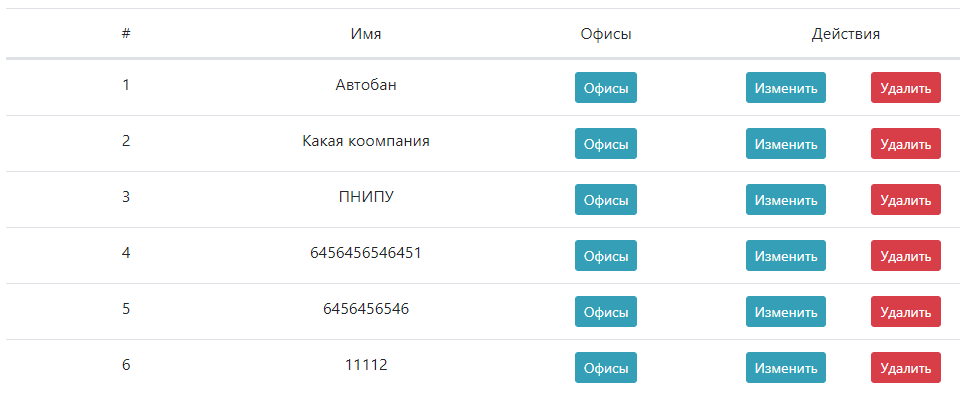 # Имя Офисы Действия
1 Автобан Офисы Изменить Удалить
2 Какая коомпания Офисы Изменить Удалить
3 ПНИПУ Офисы Изменить Удалить
4 6456456546451 Офисы Изменить Удалить
5 6456456546 Офисы Изменить Удалить
6 11112 Офисы Изменить Удалить